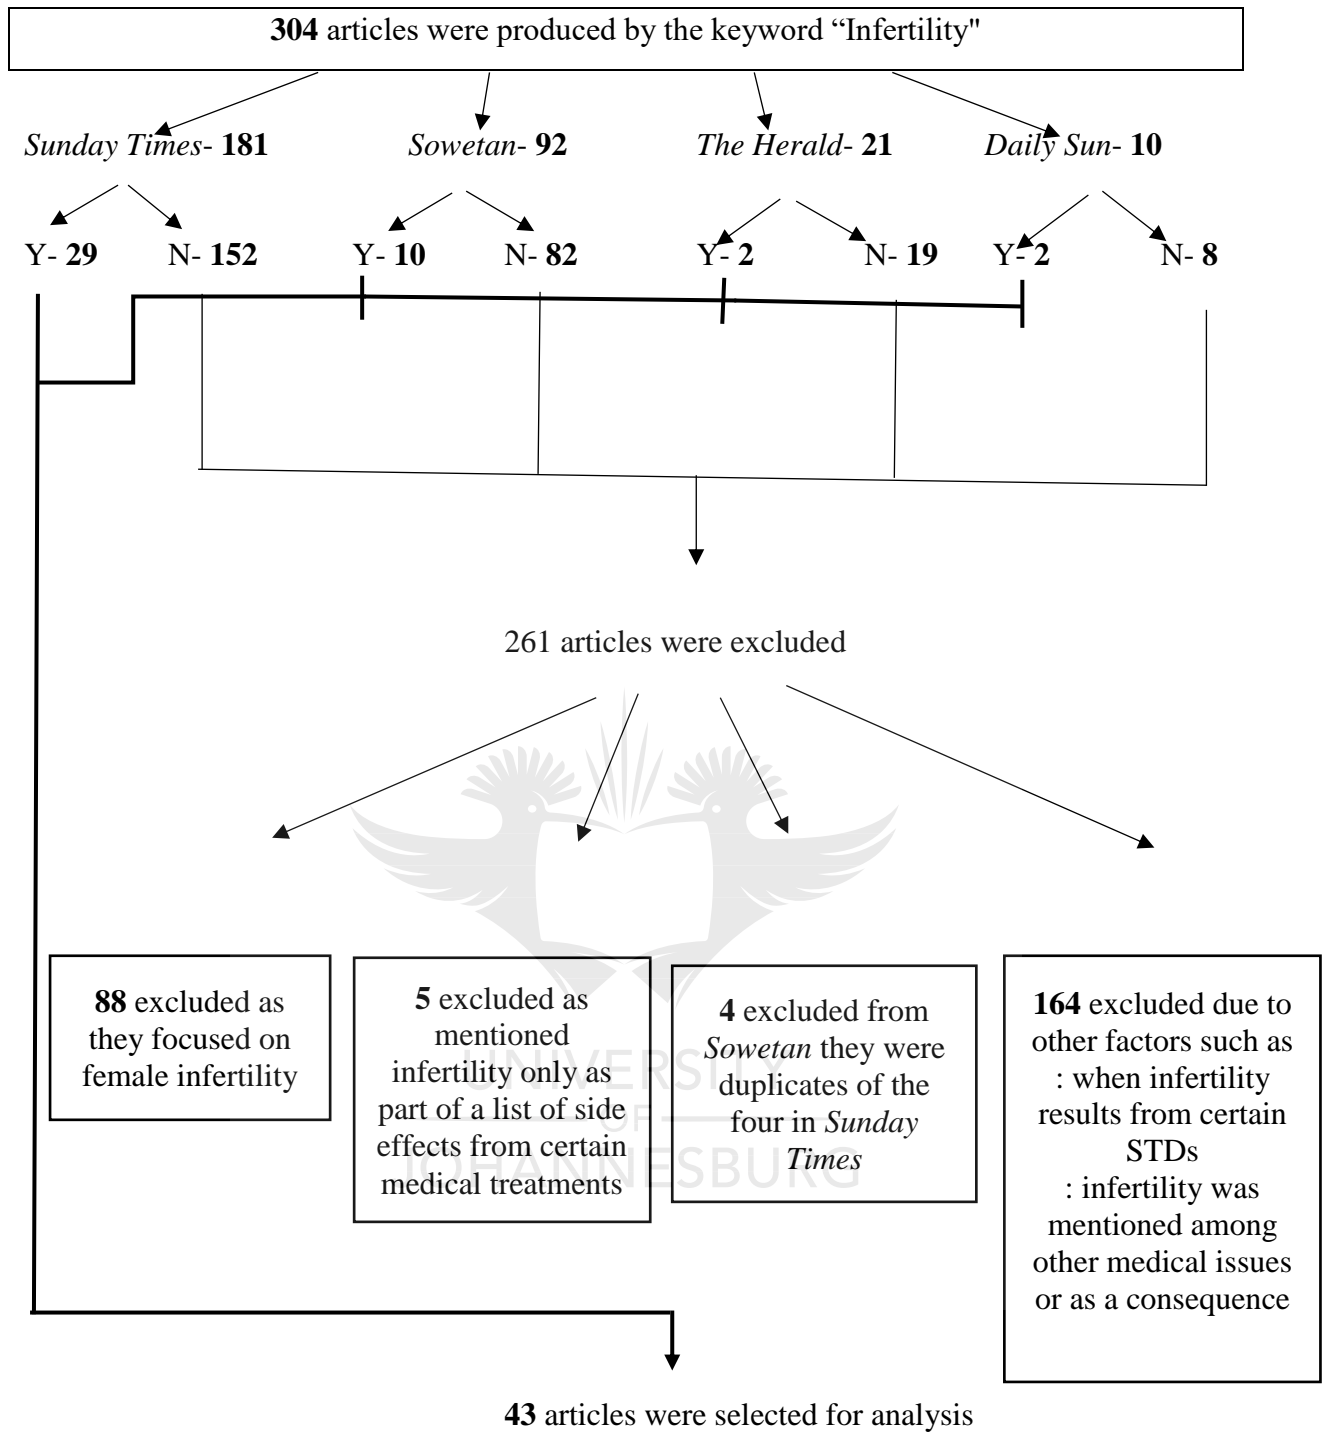 304 articles were produced by the keyword “Infertility"
Sunday Times- 181
Sowetan- 92
The Herald- 21
Daily Sun- 10
Y- 29
N- 152
Y- 10
N- 82
Y- 2
N- 19
Y- 2
N- 8
261 articles were excluded
88 excluded as
they focused on
female infertility
5 excluded as
mentioned
infertility only as
part of a list of side
effects from certain
medical treatments
4 excluded from
Sowetan they were
duplicates of the
four in Sunday
Times
164 excluded due to
other factors such as
: when infertility
results from certain
STDs
: infertility was
mentioned among
other medical issues
or as a consequence
UNIVERSITY
OF
JOHANNESBURG
43 articles were selected for analysis